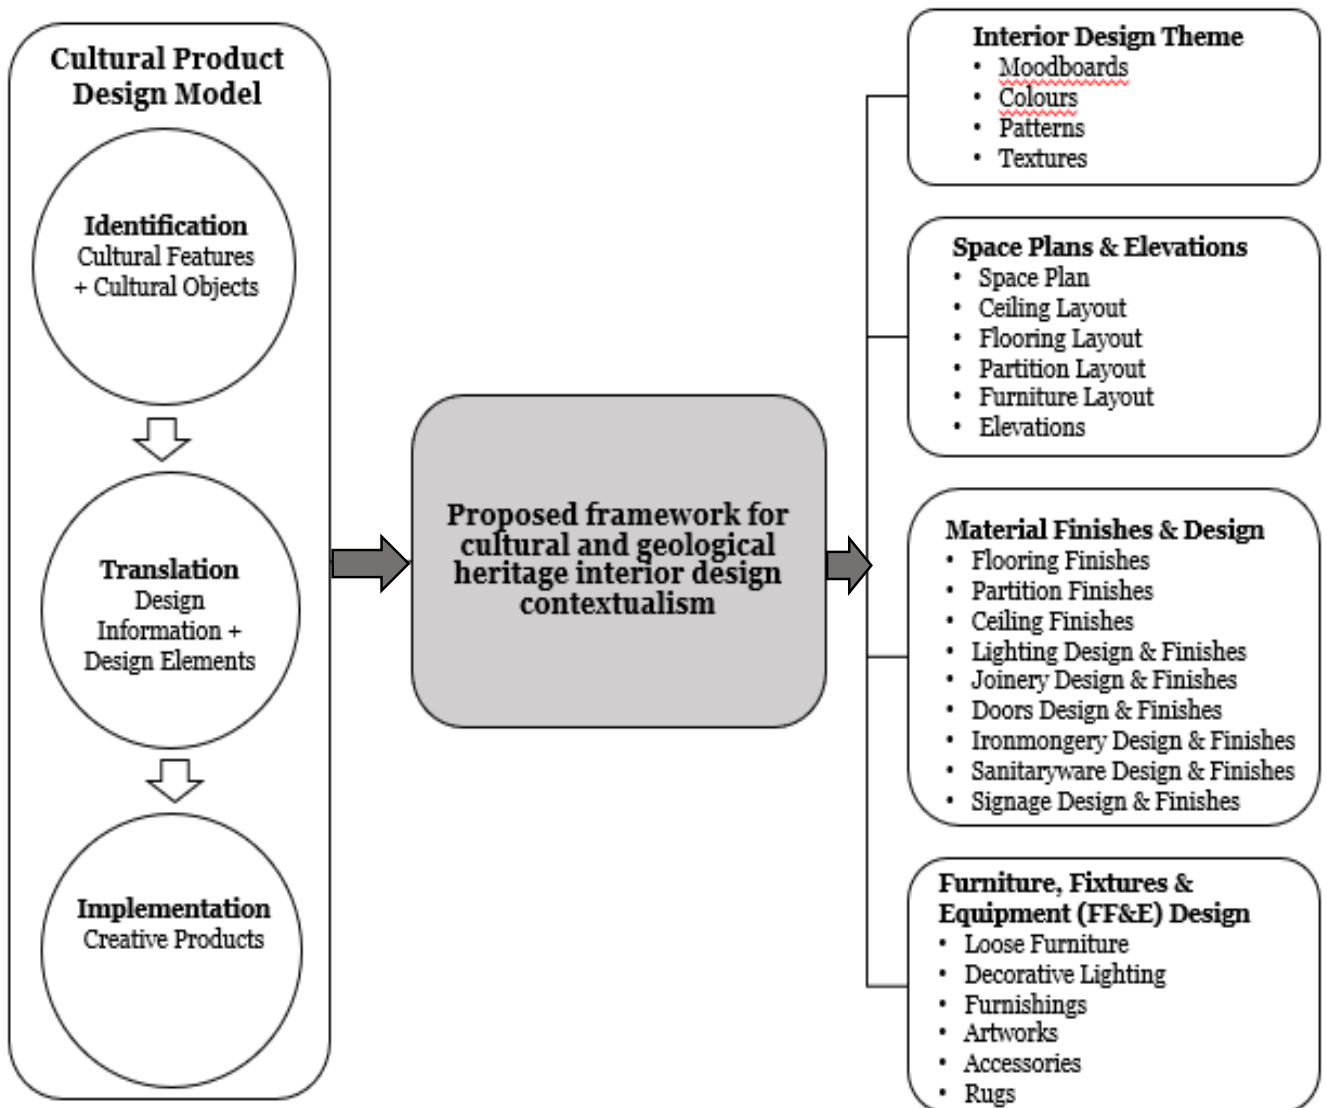 Cultural Product
Design Model
Identification
Cultural Features
+ Cultural Objects
Translation
Design
Information +
Design Elements
Implementation
Creative Products
Proposed framework for
cultural and geological
heritage interior design
contextualism
Interior Design Theme
• Moodboards
• Colours
• Patterns
• Textures
Space Plans & Elevations
• Space Plan
• Ceiling Layout
• Flooring Layout
• Partition Layout
• Furniture Layout
• Elevations
Material Finishes & Design
• Flooring Finishes
• Partition Finishes
• Ceiling Finishes
• Lighting Design & Finishes
• Joinery Design & Finishes
• Doors Design & Finishes
• Ironmongery Design & Finishes
• Sanitaryware Design & Finishes
• Signage Design & Finishes
Furniture, Fixtures &
Equipment (FF&E) Design
• Loose Furniture
• Decorative Lighting
• Furnishings
• Artworks
• Accessories
• Rugs